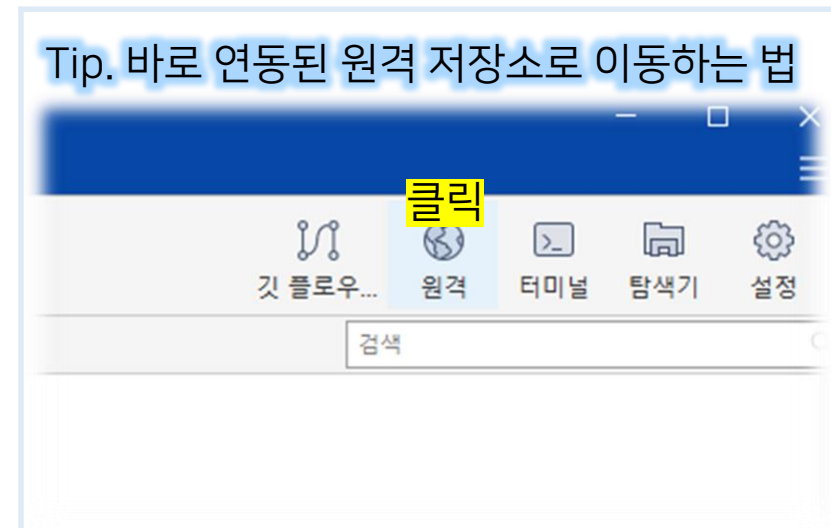 Tip. 바로 연동된 원격 저장소로 이동하는 법
클릭
깃 플로우... 원격 터미널 탐색기 설정
검색